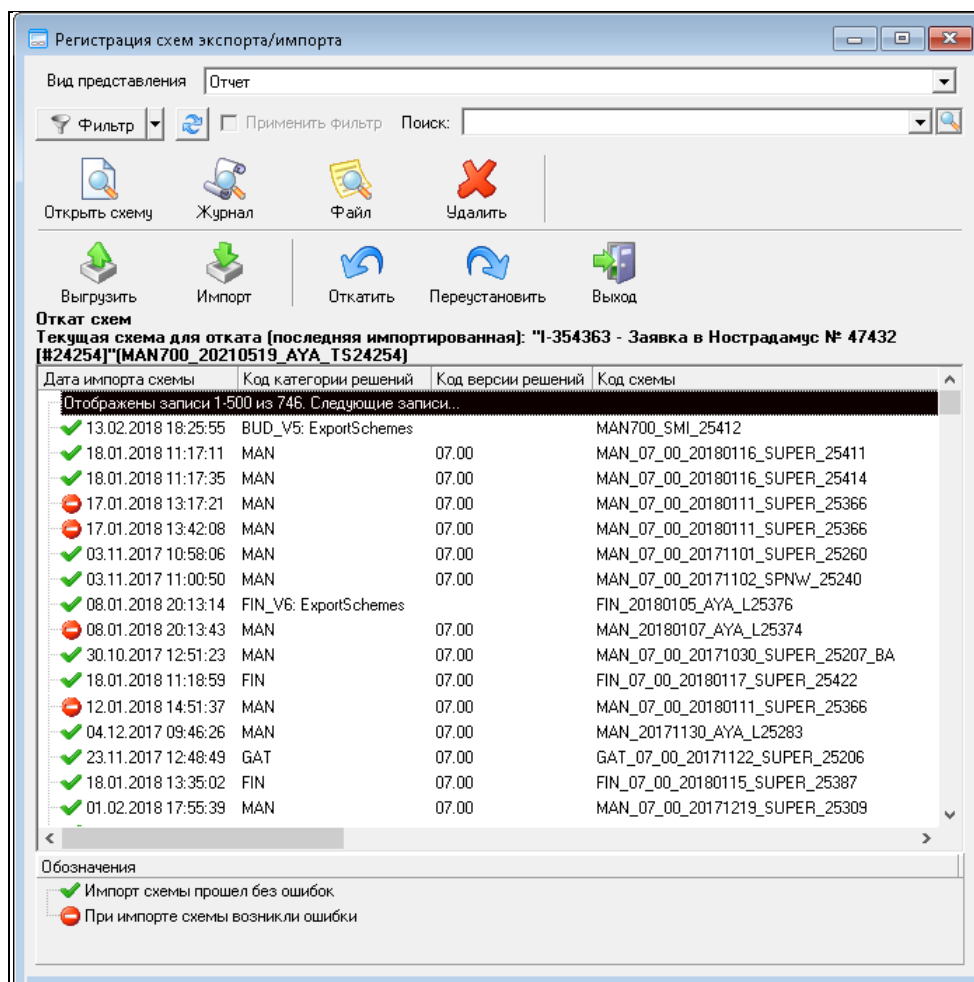 Регистрация схем экспорта/импорта
Вид представления Отчет
Фильтр Применить фильтр Поиск:
Открыть схему Журнал Файл Удалить
Выгрузить Импорт Откатить Переустановить Выход
Откат схем
Текущая схема для отката (последняя импортированная): "I-354363 - Заявка в Нострадамус № 47432
[#24254]"(MAN700_20210519_AYA_TS24254)
Дата импорта схемы Код категории решений Код версии решений Код схемы
Отображены записи 1-500 из 746. Следующие записи...
13.02.2018 18:25:55 BUD_V5: ExportSchemes MAN700_SMI_25412
18.01.2018 11:17:11 MAN 07.00 MAN_07_00_20180116_SUPER_25411
18.01.2018 11:17:35 MAN 07.00 MAN_07_00_20180116_SUPER_25414
17.01.2018 13:17:21 MAN 07.00 MAN_07_00_20180111_SUPER_25366
17.01.2018 13:42:08 MAN 07.00 MAN_07_00_20180111_SUPER_25366
03.11.2017 10:58:06 MAN 07.00 MAN_07_00_20171101_SUPER_25260
03.11.2017 11:00:50 MAN 07.00 MAN_07_00_20171102_SPNW_25240
08.01.2018 20:13:14 FIN_V6: ExportSchemes FIN_20180105_AYA_L25376
08.01.2018 20:13:43 MAN 07.00 MAN_20180107_AYA_L25374
30.10.2017 12:51:23 MAN 07.00 MAN_07_00_20171030_SUPER_25207_BA
18.01.2018 11:18:59 FIN 07.00 FIN_07_00_20180117_SUPER_25422
12.01.2018 14:51:37 MAN 07.00 MAN_07_00_20180111_SUPER_25366
04.12.2017 09:46:26 MAN 07.00 MAN_20171130_AYA_L25283
23.11.2017 12:48:49 GAT 07.00 GAT_07_00_20171122_SUPER_25206
18.01.2018 13:35:02 FIN 07.00 FIN_07_00_20180115_SUPER_25387
01.02.2018 17:55:39 MAN 07.00 MAN_07_00_20171219_SUPER_25309
Обозначения
Импорт схемы прошел без ошибок
При импорте схемы возникли ошибки